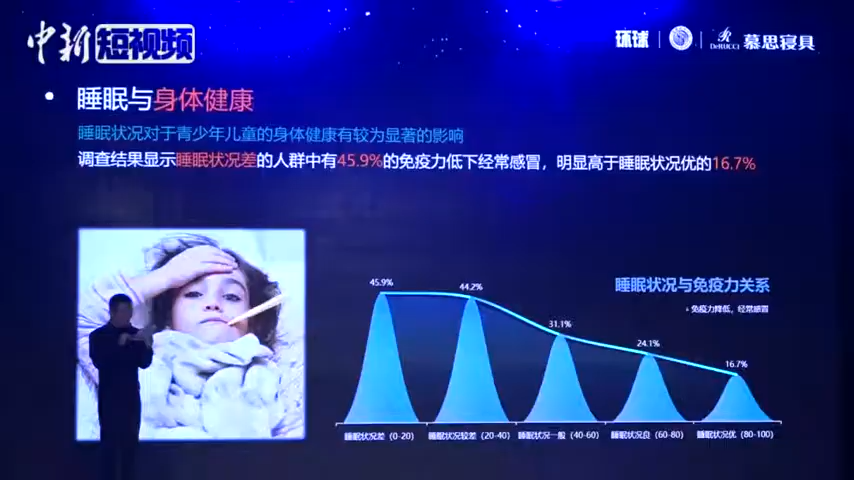 中新短视频
环球
DeRUCCI 慕思寝具
• 睡眠与身体健康
睡眠状况对于青少年儿童的身体健康有较为显著的影响
调查结果显示睡眠状况差的人群中有45.9%的免疫力低下经常感冒，明显高于睡眠状况优的16.7%
睡眠状况与免疫力关系
免疫力降低，经常感冒
45.9%
44.2%
31.1%
24.1%
16.7%
睡眠状况差（0-20）
睡眠状况较差（20-40）
睡眠状况一般（40-60）
睡眠状况良（60-80）
睡眠状况优（80-100）